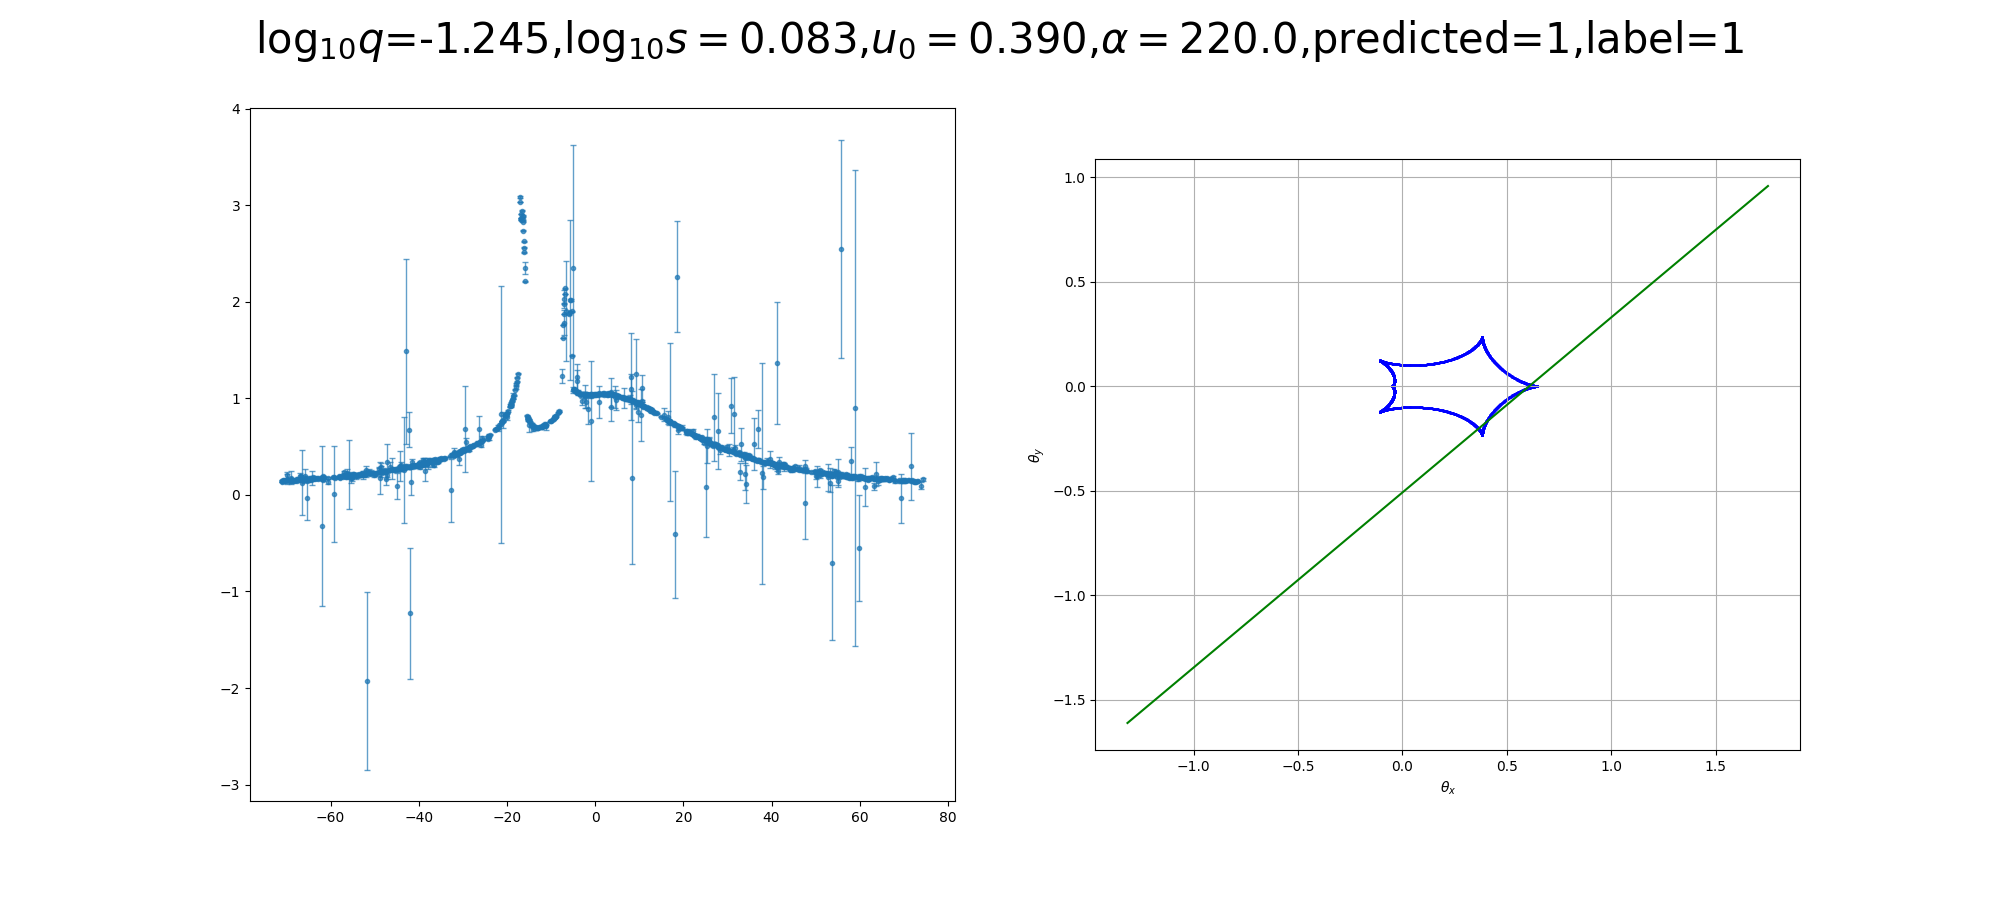 log₁₀q=-1.245,log₁₀s = 0.083,u₀ = 0.390,α = 220.0,predicted=1,label=1
4
3
2
1
0
−1
−2
−3
−60 −40 −20 0 20 40 60 80
1.0
0.5
0.0
−0.5
−1.0
−1.5
θy
−1.0 −0.5 0.0 0.5 1.0 1.5
θx